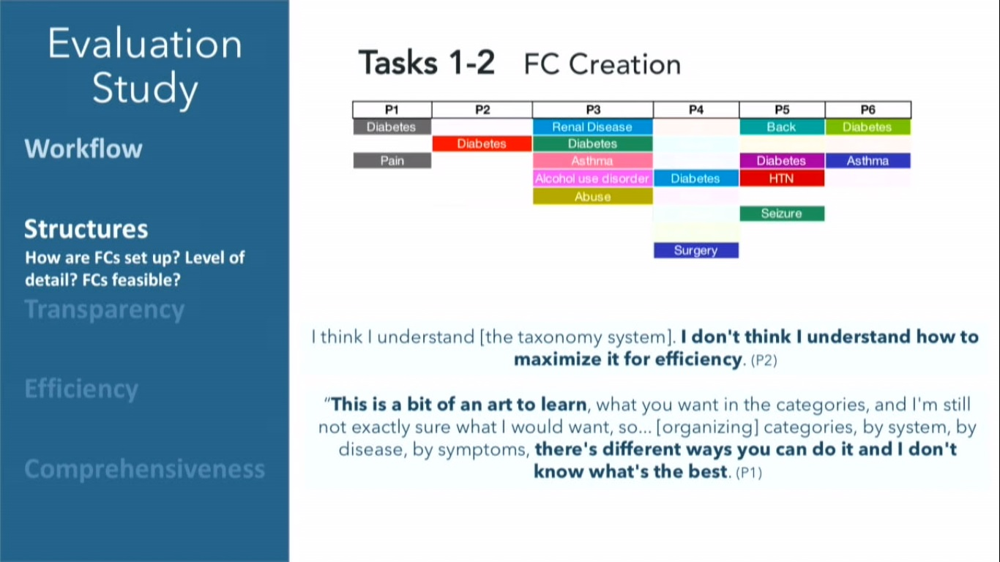 Evaluation
Study
Workflow
Structures
How are FCs set up? Level of
detail? FCs feasible?
Transparency
Efficiency
Comprehensiveness
Tasks 1-2 FC Creation
P1 P2 P3 P4 P5 P6
Diabetes Renal Disease Back Diabetes
Diabetes Diabetes
Pain Asthma Diabetes Asthma
Alcohol use disorder Diabetes HTN
Abuse
Seizure
Surgery
I think I understand [the taxonomy system]. I don't think I understand how to
maximize it for efficiency. (P2)
“This is a bit of an art to learn, what you want in the categories, and I'm still
not exactly sure what I would want, so... [organizing] categories, by system, by
disease, by symptoms, there's different ways you can do it and I don't
know what's the best. (P1)